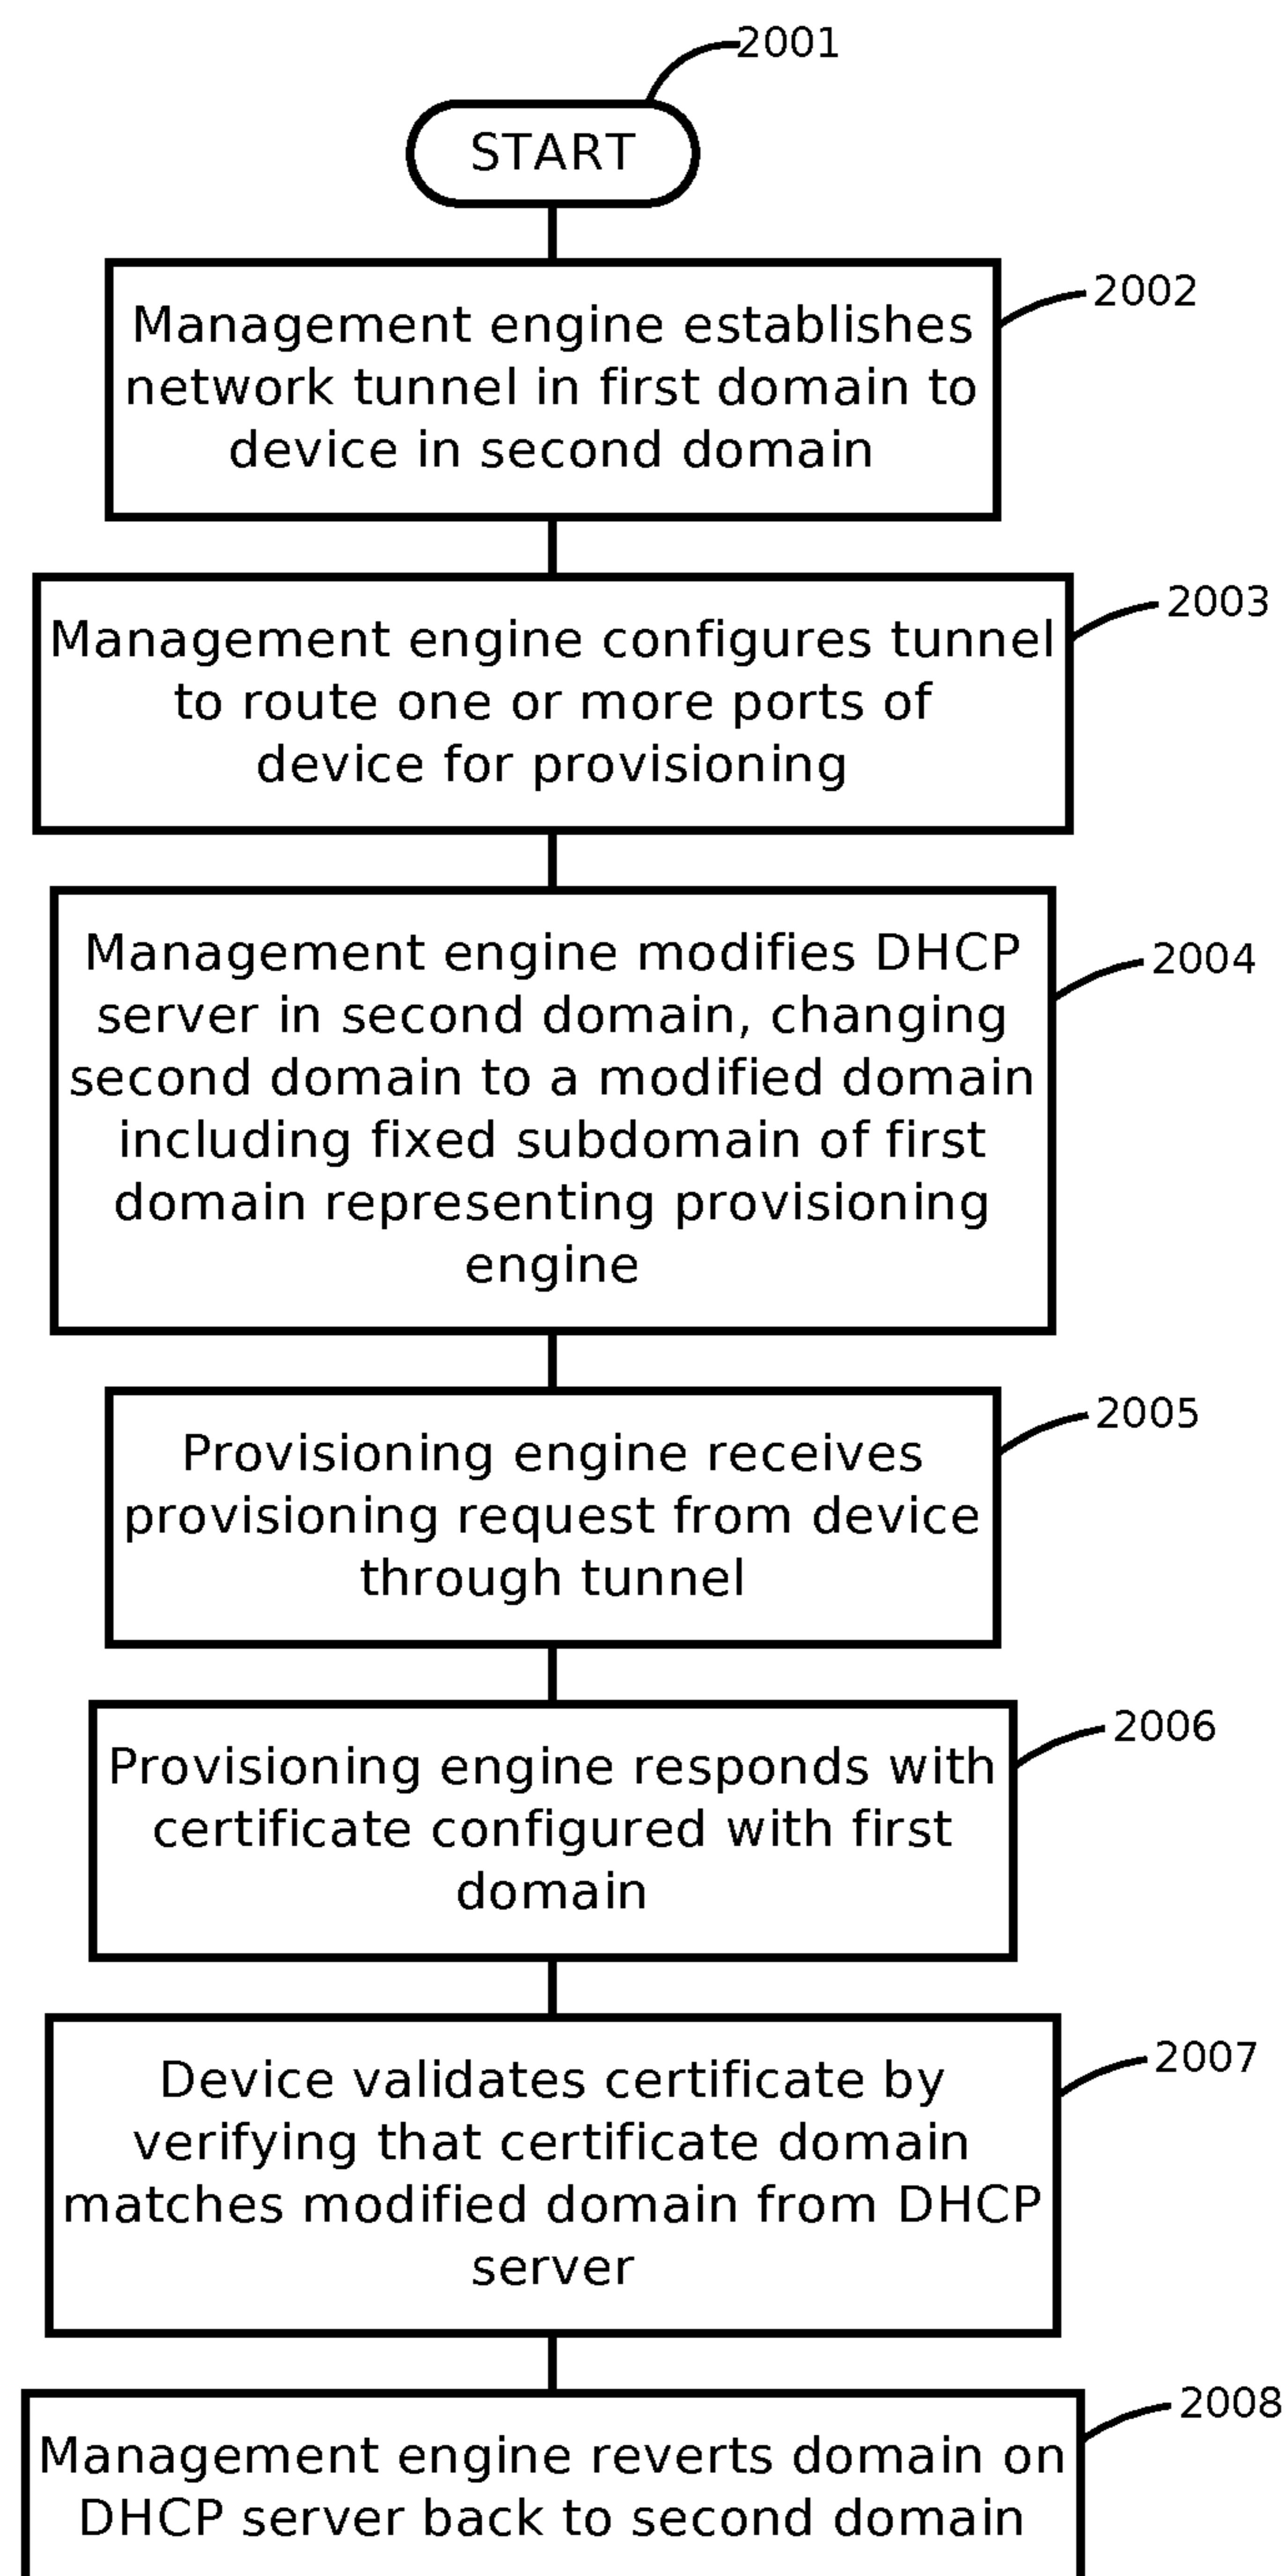 2001
START
2002
Management engine establishes
network tunnel in first domain to
device in second domain
2003
Management engine configures tunnel
to route one or more ports of
device for provisioning
2004
Management engine modifies DHCP
server in second domain, changing
second domain to a modified domain
including fixed subdomain of first
domain representing provisioning
engine
2005
Provisioning engine receives
provisioning request from device
through tunnel
2006
Provisioning engine responds with
certificate configured with first
domain
2007
Device validates certificate by
verifying that certificate domain
matches modified domain from DHCP
server
2008
Management engine reverts domain on
DHCP server back to second domain